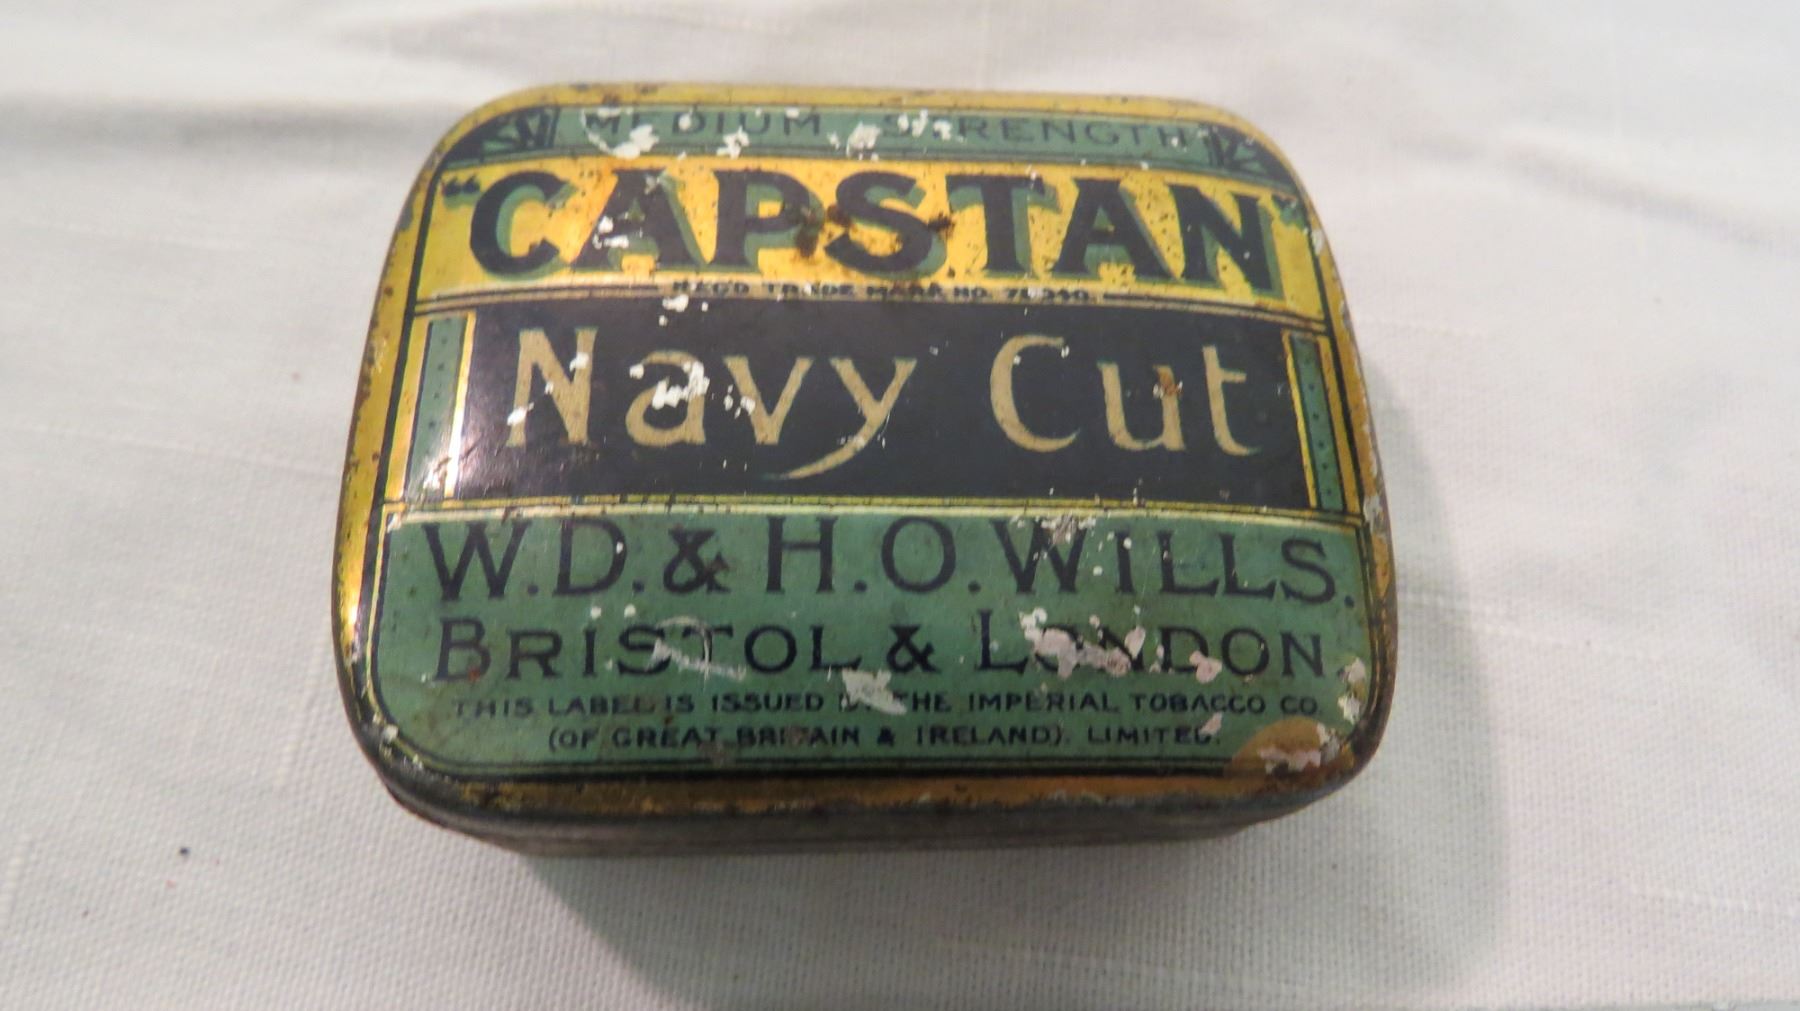 MEDIUM STRENGTH
"CAPSTAN"
REG'D TRADE MARK NO.
Navy Cut
W.D. & H.O. WILLS.
BRISTOL & LONDON
THIS LABEL IS ISSUED BY THE IMPERIAL TOBACCO CO.
(OF GREAT BRITAIN & IRELAND). LIMITED.